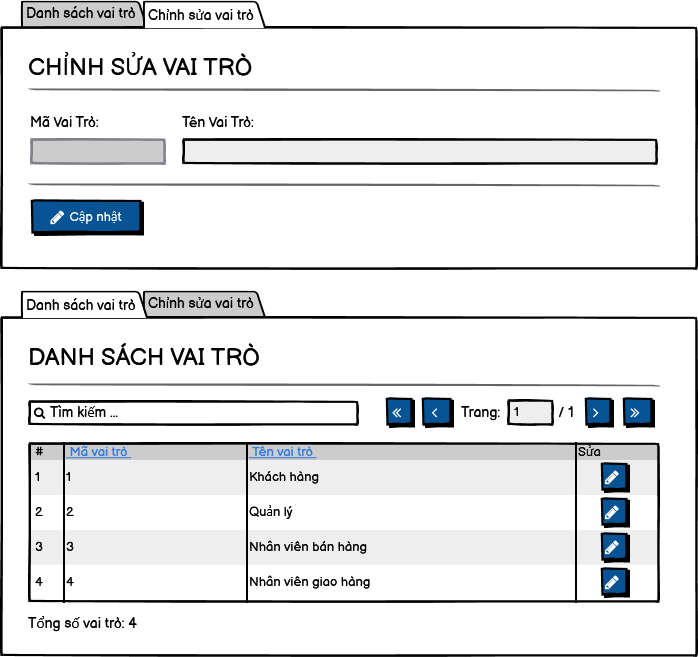 Danh sách vai trò Chỉnh sửa vai trò
CHỈNH SỬA VAI TRÒ
Mã Vai Trò: Tên Vai Trò:
Cập nhật
Danh sách vai trò Chỉnh sửa vai trò
DANH SÁCH VAI TRÒ
Tìm kiếm ... « ‹ Trang: 1 / 1 › »
# Mã vai trò Tên vai trò Sửa
1 1 Khách hàng
2 2 Quản lý
3 3 Nhân viên bán hàng
4 4 Nhân viên giao hàng
Tổng số vai trò: 4